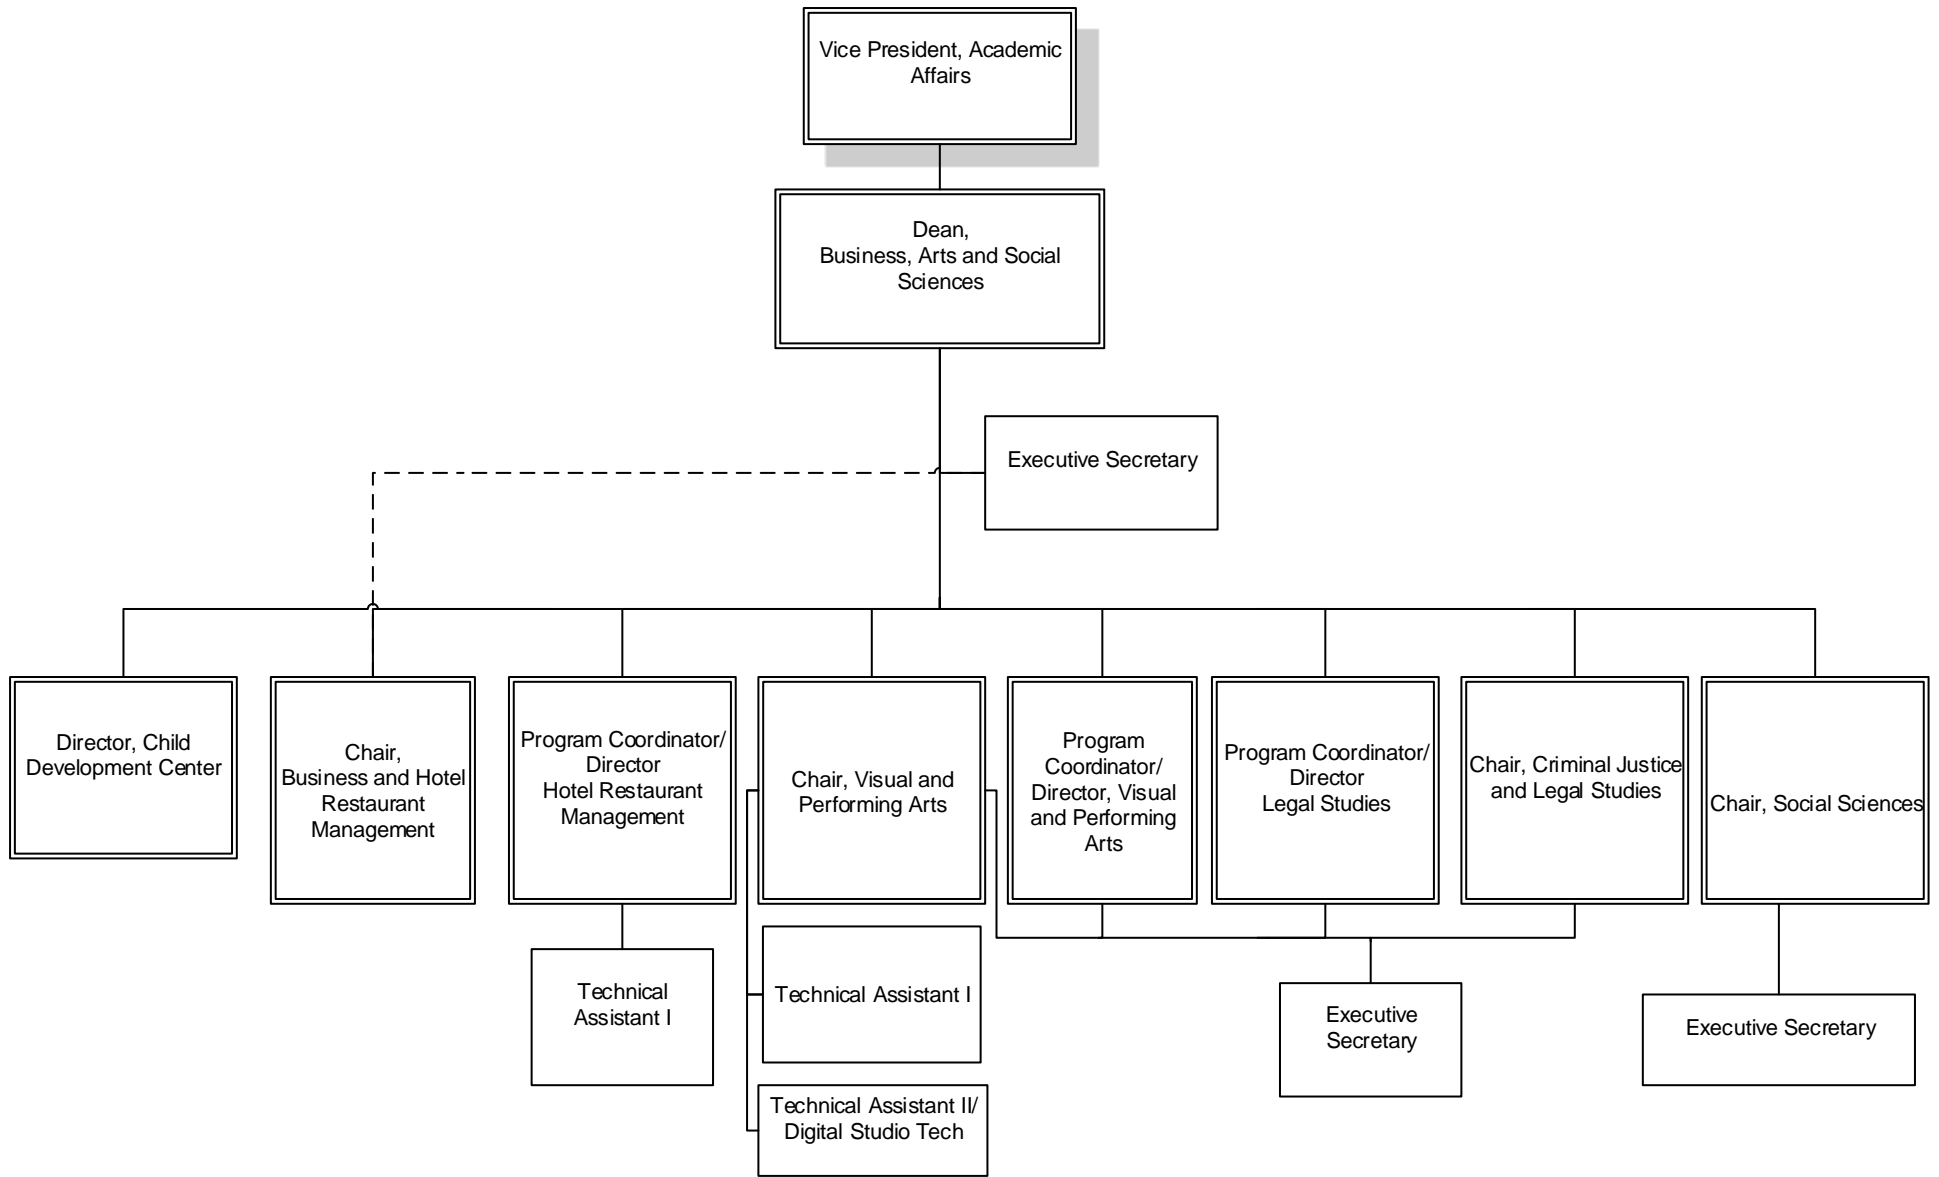 Vice President, Academic
Affairs
Dean,
Business, Arts and Social
Sciences
Executive Secretary
Director, Child
Development Center
Chair,
Business and Hotel
Restaurant
Management
Program Coordinator/
Director
Hotel Restaurant
Management
Chair, Visual and
Performing Arts
Program
Coordinator/
Director, Visual
and Performing
Arts
Program Coordinator/
Director
Legal Studies
Chair, Criminal Justice
and Legal Studies
Chair, Social Sciences
Technical
Assistant I
Technical Assistant I
Technical Assistant II/
Digital Studio Tech
Executive
Secretary
Executive Secretary